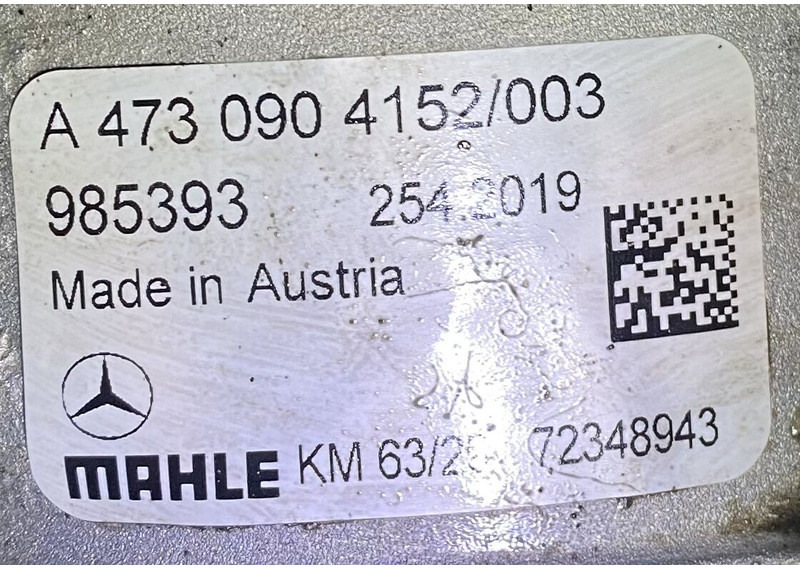 A 473 090 4152/003
985393 254.2019
Made in Austria
MAHLE KM 72348943